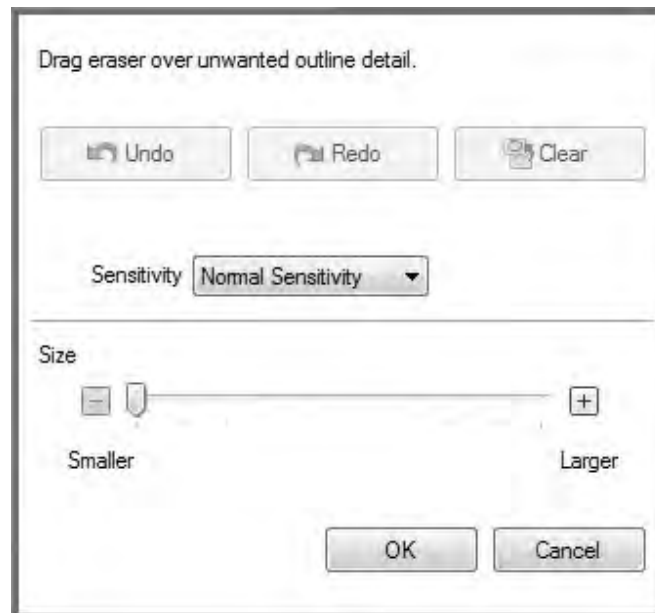 Drag eraser over unwanted outline detail.
Undo Redo Clear
Sensitivity Normal Sensitivity
Size
Smaller Larger
OK Cancel